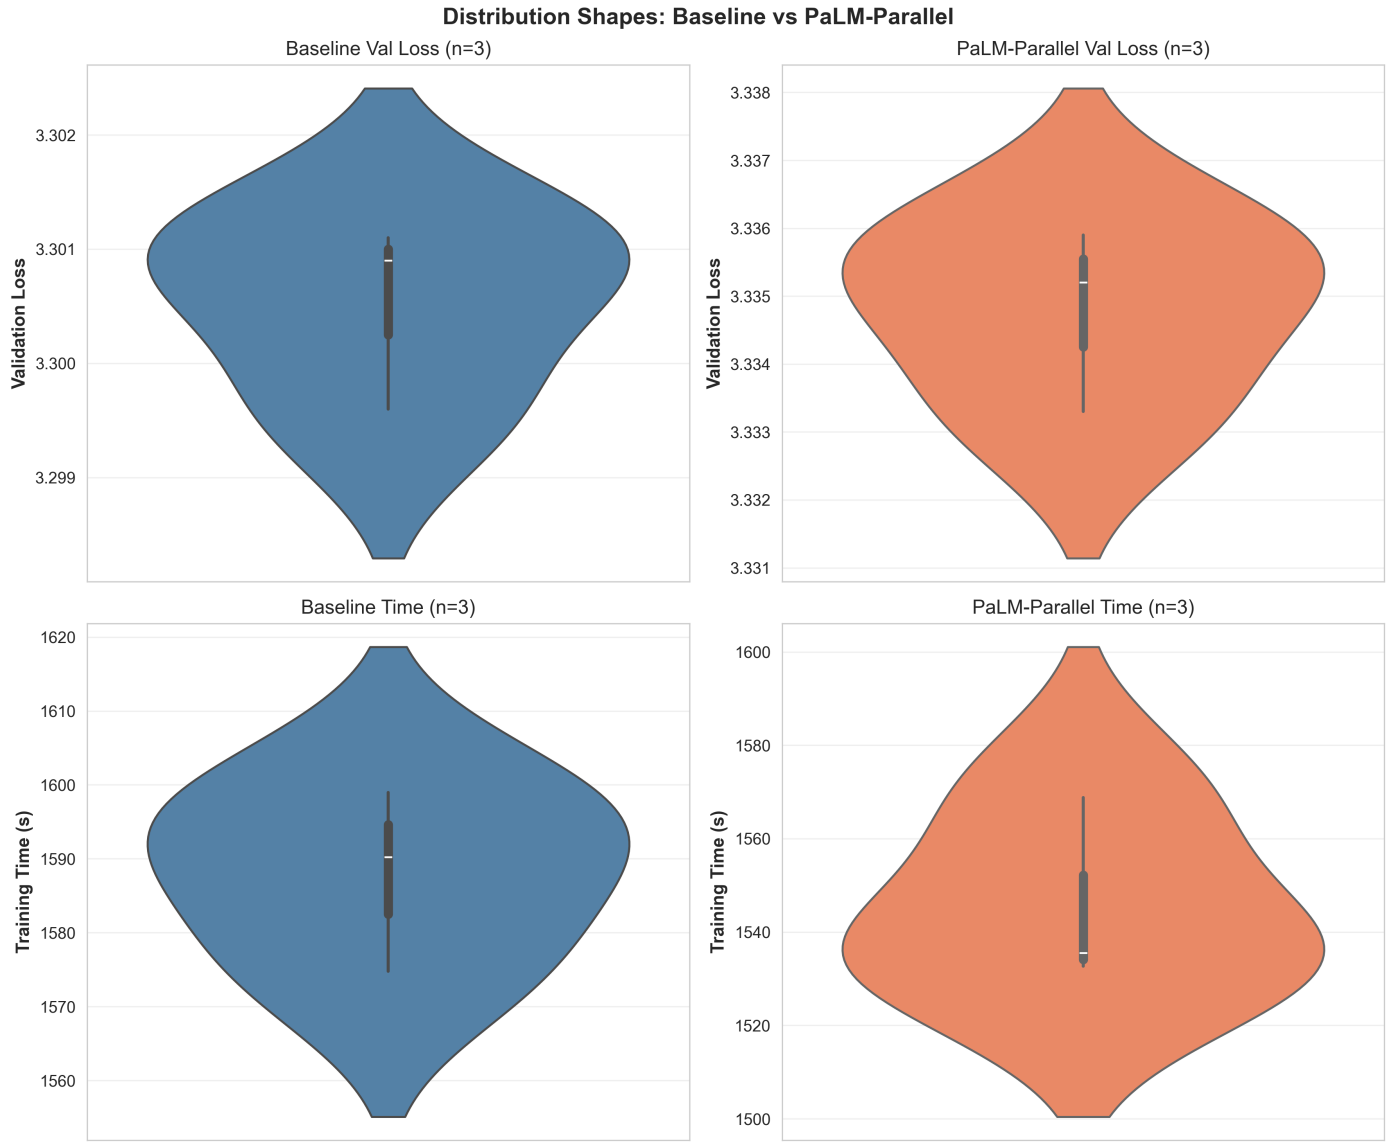 Distribution Shapes: Baseline vs PaLM-Parallel
Baseline Val Loss (n=3)
Validation Loss
3.302
3.301
3.300
3.299
PaLM-Parallel Val Loss (n=3)
Validation Loss
3.338
3.337
3.336
3.335
3.334
3.333
3.332
3.331
Baseline Time (n=3)
Training Time (s)
1620
1610
1600
1590
1580
1570
1560
PaLM-Parallel Time (n=3)
Training Time (s)
1600
1580
1560
1540
1520
1500